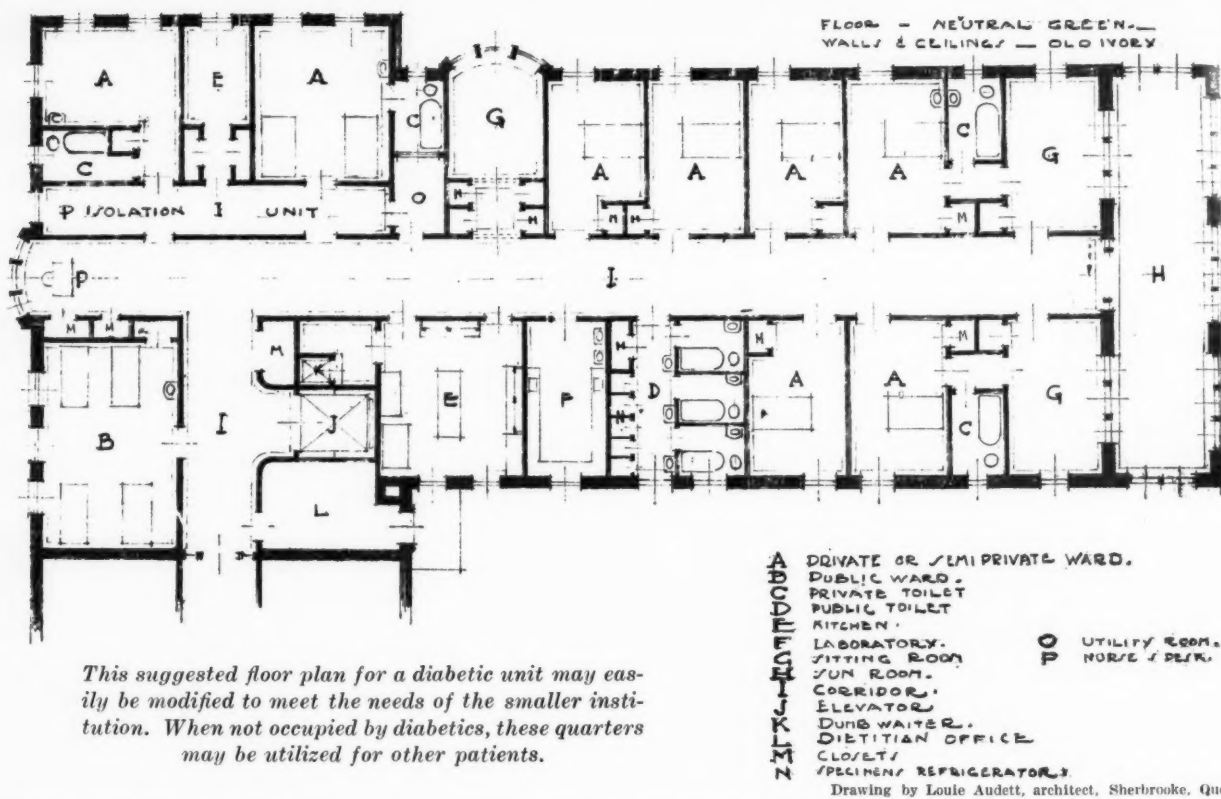 FLOOR - NEUTRAL GREEN.
WALLS & CEILINGS - OLD IVORY
A E A
C G A A A A C G
C O M M M M M
P ISOLATION I UNIT
P I H
M M M K M M
B I J E F D A A G
N C
L
A PRIVATE OR SEMI PRIVATE WARD.
B PUBLIC WARD.
C PRIVATE TOILET
D PUBLIC TOILET
E KITCHEN.
F LABORATORY.
G SITTING ROOM
H SUN ROOM.
I CORRIDOR.
J ELEVATOR
K DUMB WAITER.
L DIETITIAN OFFICE
M CLOSETS
N SPECIMENS REFRIGERATORS.
O UTILITY ROOM.
P NURSE'S DESK.
This suggested floor plan for a diabetic unit may eas-
ily be modified to meet the needs of the smaller insti-
tution. When not occupied by diabetics, these quarters
may be utilized for other patients.
Drawing by Louie Audett, architect, Sherbrooke, Que